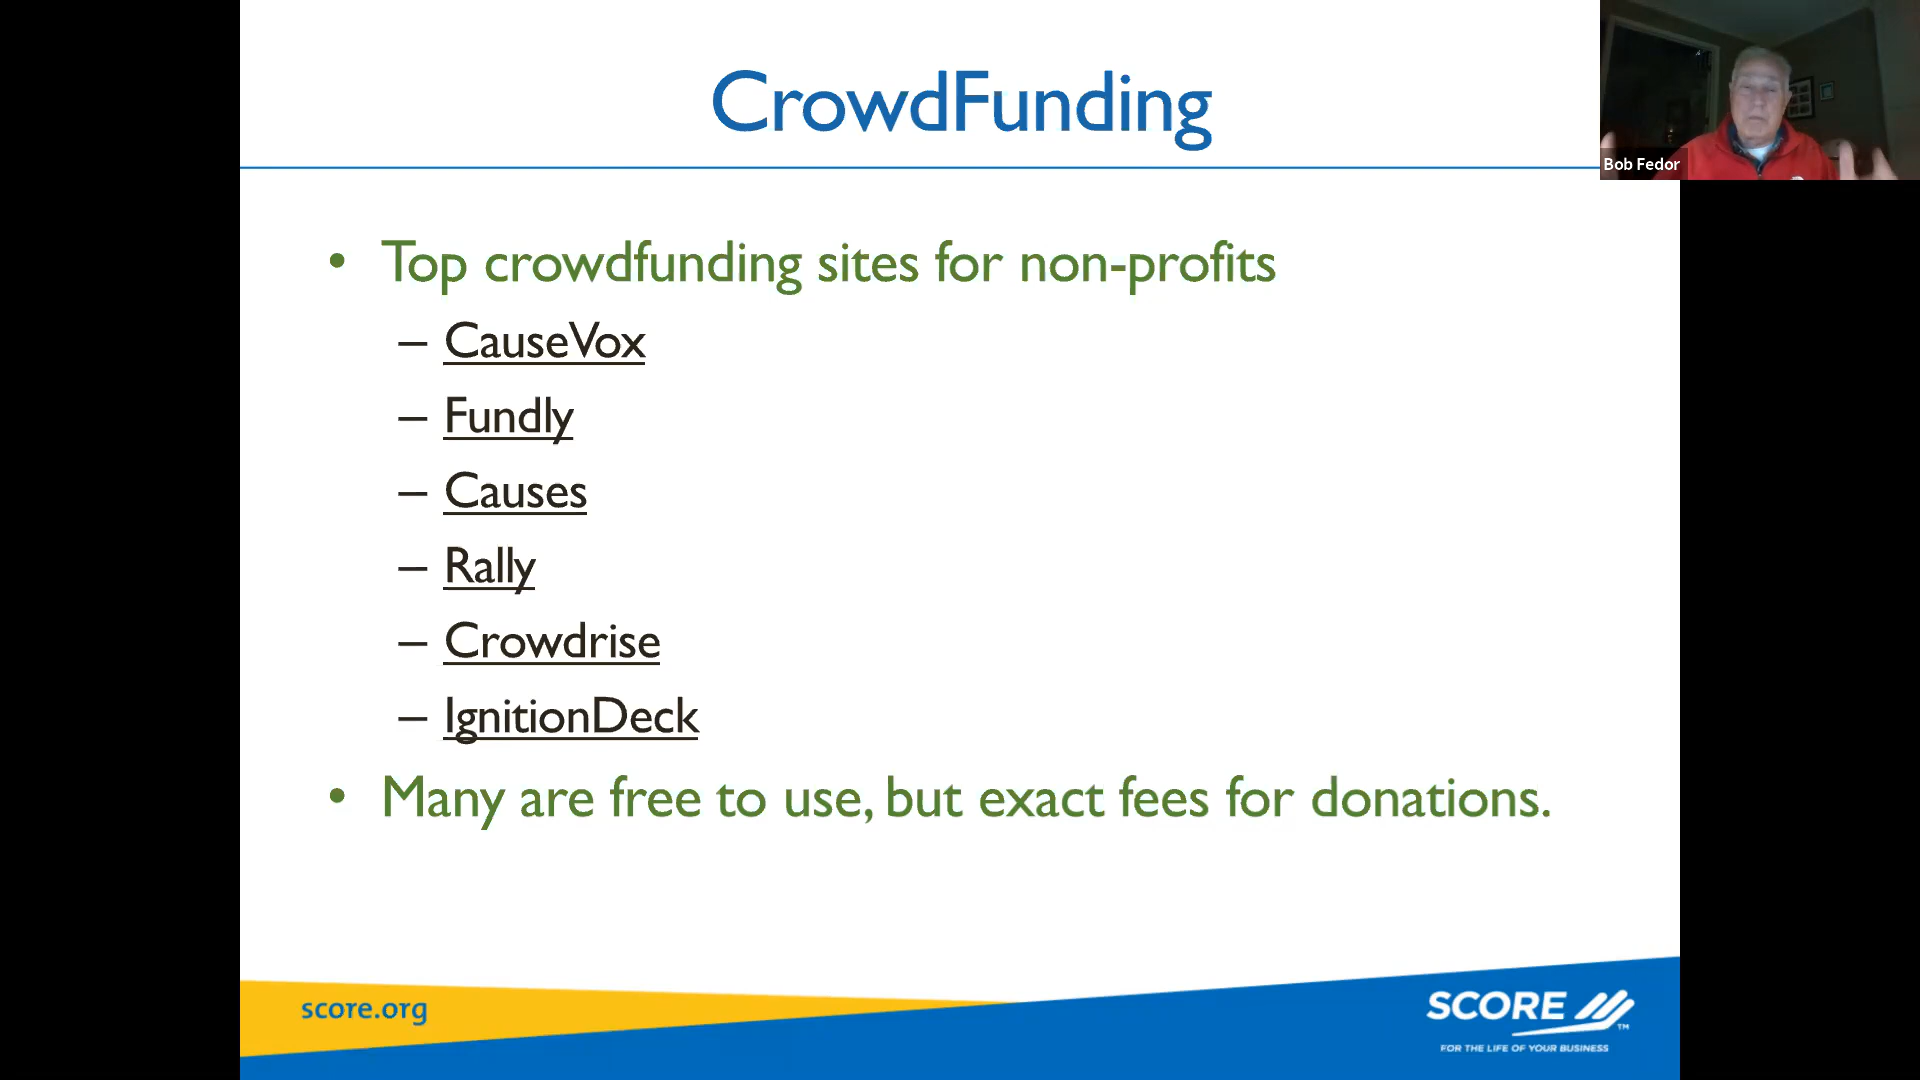 CrowdFunding
Bob Fedor
• Top crowdfunding sites for non-profits
– CauseVox
– Fundly
– Causes
– Rally
– Crowdrise
– IgnitionDeck
• Many are free to use, but exact fees for donations.
score.org
SCORE TM
FOR THE LIFE OF YOUR BUSINESS